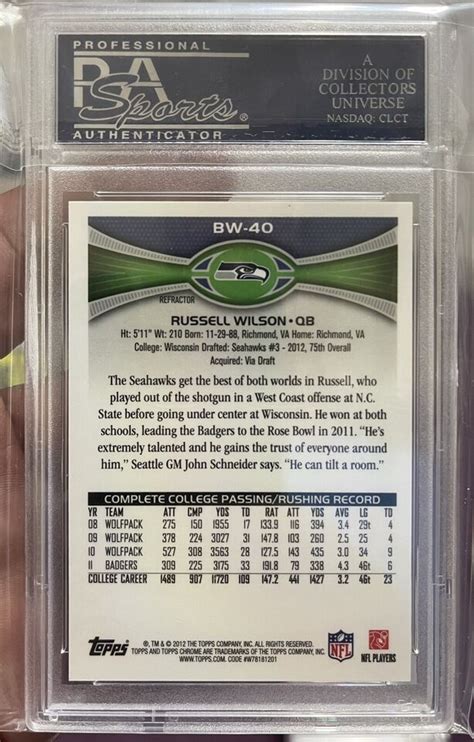 PROFESSIONAL
PSA
Sports®
AUTHENTICATOR
A
DIVISION OF
COLLECTORS
UNIVERSE
NASDAQ: CLCT
BW-40
REFRACTOR
RUSSELL WILSON • QB
Ht: 5'11" Wt: 210 Born: 11-29-88, Richmond, VA Home: Richmond, VA
College: Wisconsin Drafted: Seahawks #3 - 2012, 75th Overall
Acquired: Via Draft
The Seahawks get the best of both worlds in Russell, who
played out of the shotgun in a West Coast offense at N.C.
State before going under center at Wisconsin. He won at both
schools, leading the Badgers to the Rose Bowl in 2011. “He’s
extremely talented and he gains the trust of everyone around
him,” Seattle GM John Schneider says. “He can tilt a room.”
COMPLETE COLLEGE PASSING/RUSHING RECORD
YR TEAM ATT CMP YDS TD RAT ATT YDS AVG LG TD
08 WOLFPACK 275 150 1955 17 133.9 116 394 3.4 29t 4
09 WOLFPACK 378 224 3027 31 147.8 103 260 2.5 25 4
10 WOLFPACK 527 308 3563 28 127.5 143 435 3.0 34 9
11 BADGERS 309 225 3175 33 191.8 79 338 4.3 46t 6
COLLEGE CAREER 1489 907 11720 109 147.2 441 1427 3.2 46t 23
Topps
®, TM & © 2012 THE TOPPS COMPANY, INC. ALL RIGHTS RESERVED.
TOPPS AND TOPPS CHROME ARE TRADEMARKS OF THE TOPPS COMPANY, INC.
WWW.TOPPS.COM. CODE #W78181201
NFL
NFL PLAYERS